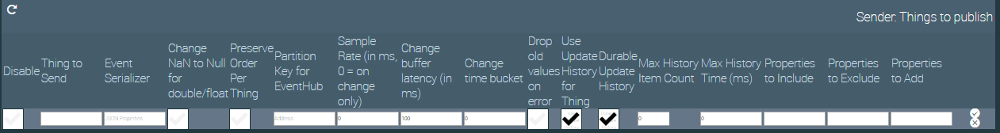 Sender: Things to publish
Disable
Thing to
Send
Event
Serializer
Change
NaN to Null
for
double/float
Preserve
Order
Per
Thing
Partition
Key for
EventHub
Sample
Rate (in ms,
0 = on
change
only)
Change
buffer
latency (in
ms)
Change
time bucket
Drop
old
values
on
error
Use
Update
History
for
Thing
Durable
Update
History
Max History
Item Count
Max History
Time (ms)
Properties
to Include
Properties
to Exclude
Properties
to Add
JSON Properties
Address
0
100
0
0
0